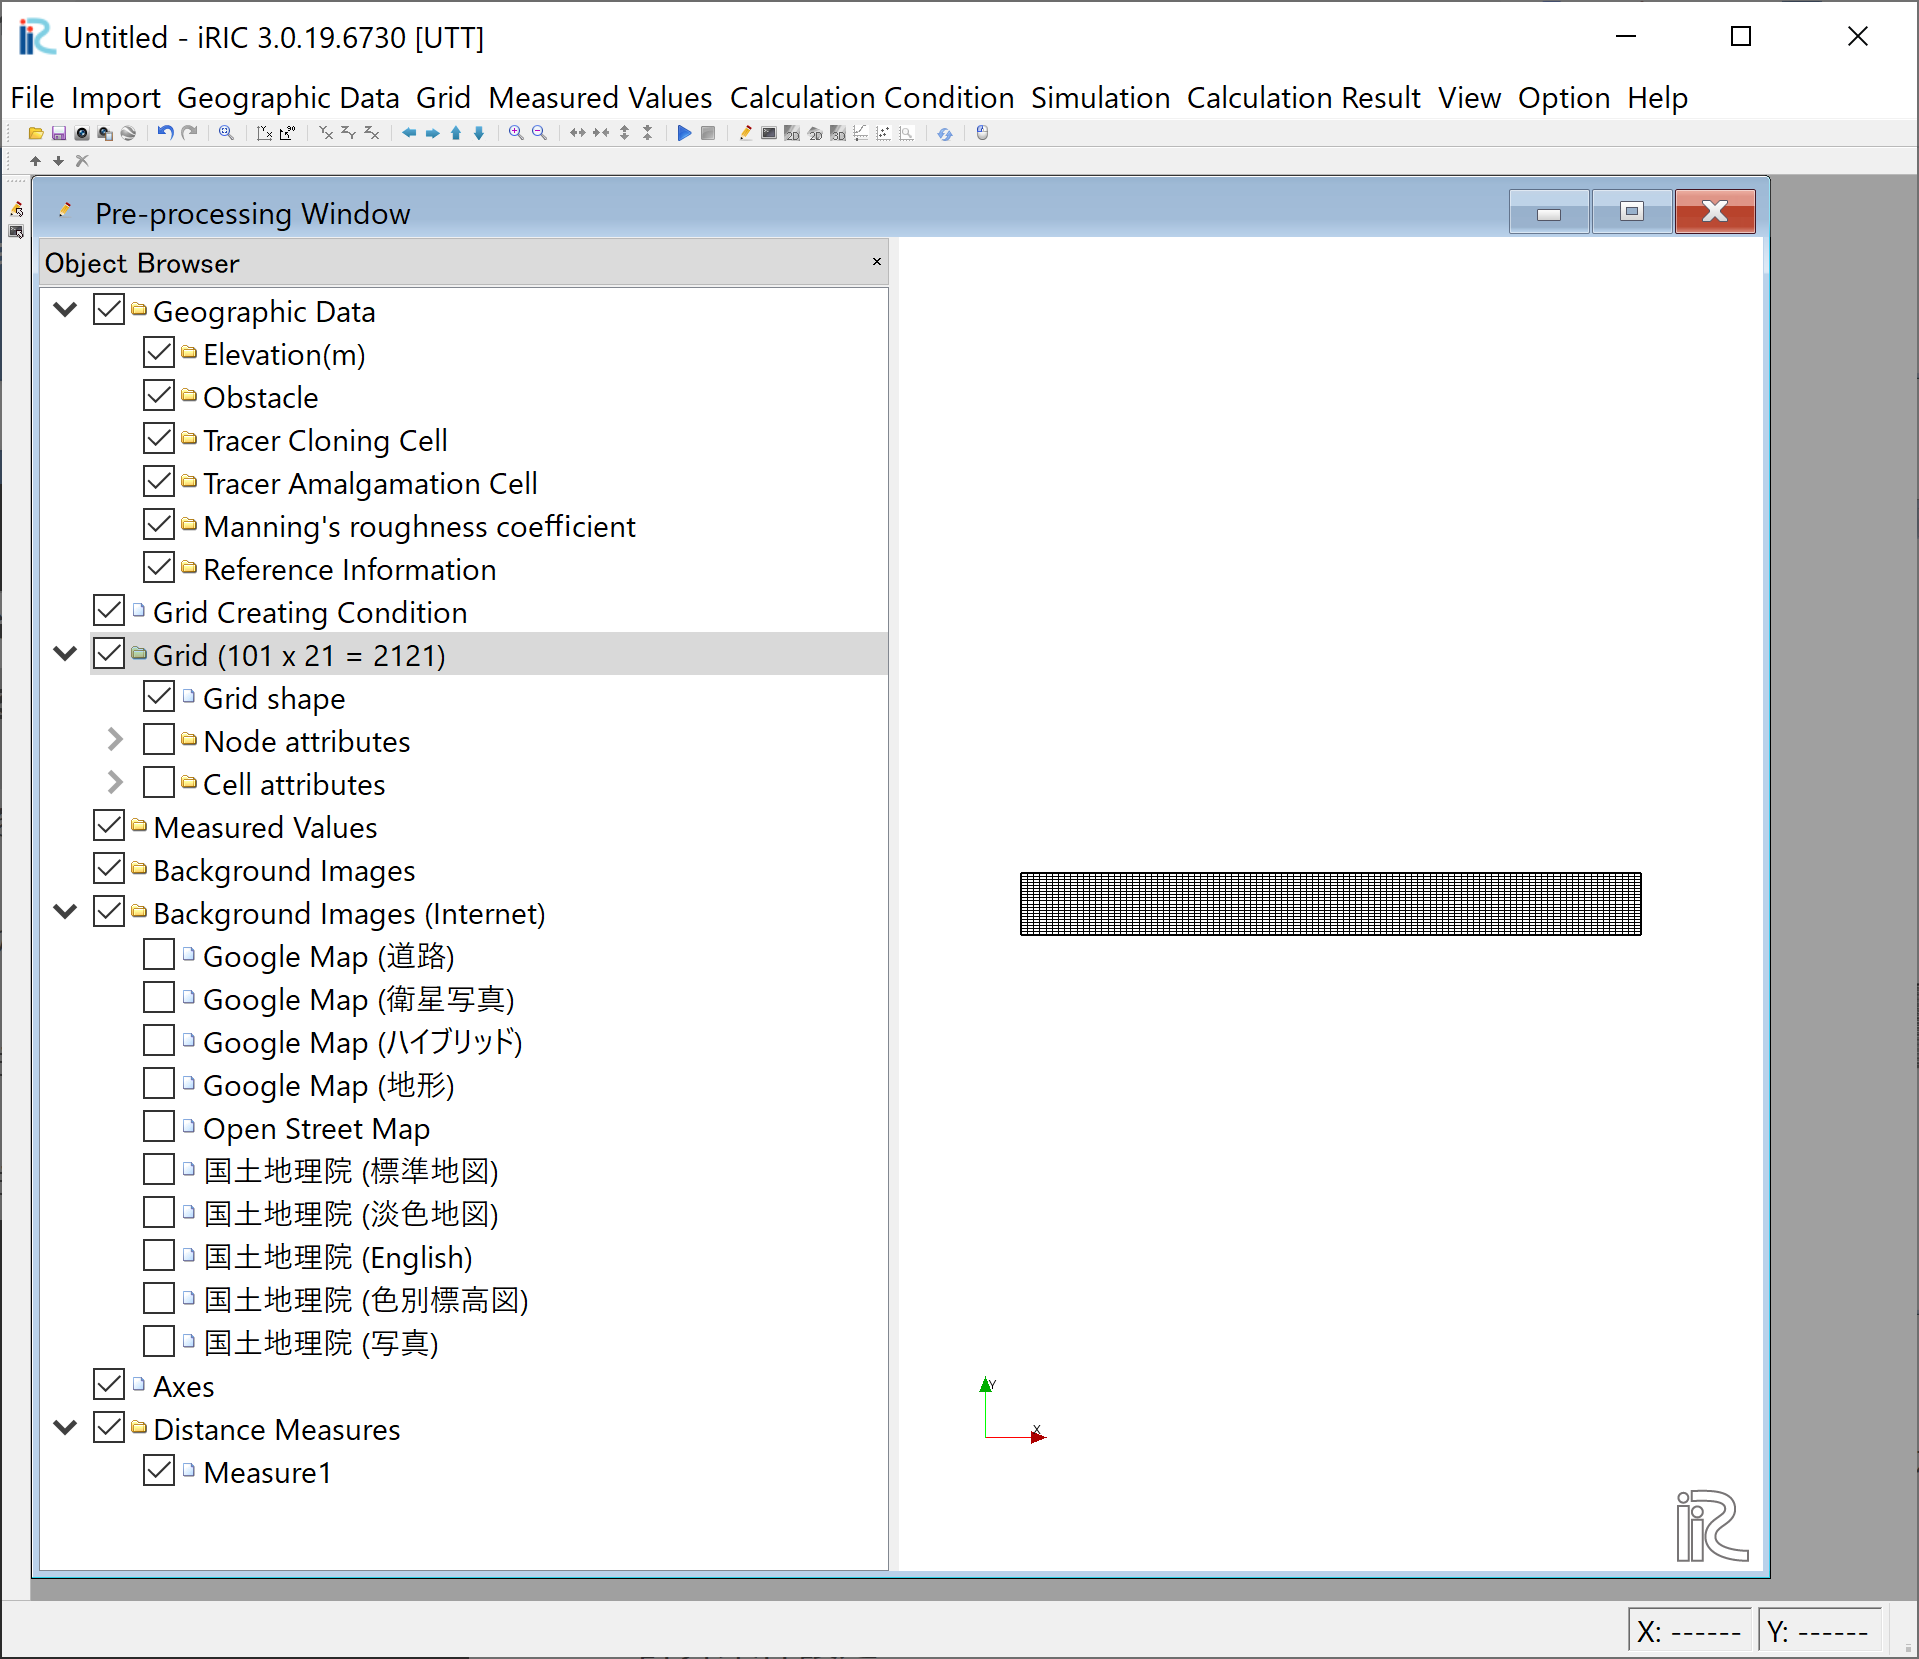 Untitled - iRIC 3.0.19.6730 [UTT]
File Import Geographic Data Grid Measured Values Calculation Condition Simulation Calculation Result View Option Help
Pre-processing Window
Object Browser
Geographic Data
Elevation(m)
Obstacle
Tracer Cloning Cell
Tracer Amalgamation Cell
Manning's roughness coefficient
Reference Information
Grid Creating Condition
Grid (101 x 21 = 2121)
Grid shape
Node attributes
Cell attributes
Measured Values
Background Images
Background Images (Internet)
Google Map (道路)
Google Map (衛星写真)
Google Map (ハイブリッド)
Google Map (地形)
Open Street Map
国土地理院 (標準地図)
国土地理院 (淡色地図)
国土地理院 (English)
国土地理院 (色別標高図)
国土地理院 (写真)
Axes
Distance Measures
Measure1
Y
X
iRIC
X: ------ Y: ------